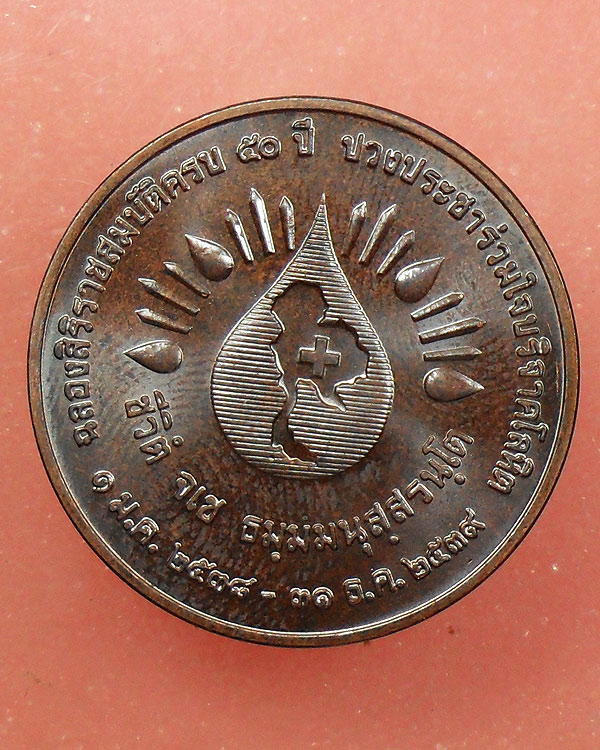 ฉลองสิริราชสมบัติครบ ๕๐ ปี ปวงประชาร่วมใจบริจาคโลหิต
ชีวิตํ จเช ธมฺมมนุสฺสรนฺโต
๑ ม.ค. ๒๕๓๘ - ๓๑ ธ.ค. ๒๕๓๙